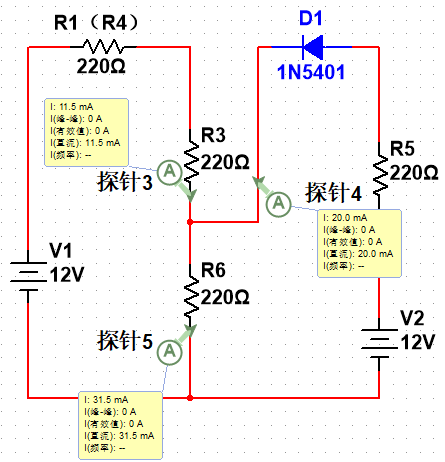 R1（R4）
220Ω
D1
1N5401
I: 11.5 mA
I(峰-峰): 0 A
I(有效值): 0 A
I(直流): 11.5 mA
I(频率): --
A
探针3
R3
220Ω
R5
220Ω
A
探针4
I: 20.0 mA
I(峰-峰): 0 A
I(有效值): 0 A
I(直流): 20.0 mA
I(频率): --
V1
12V
R6
220Ω
V2
12V
探针5
A
I: 31.5 mA
I(峰-峰): 0 A
I(有效值): 0 A
I(直流): 31.5 mA
I(频率): --